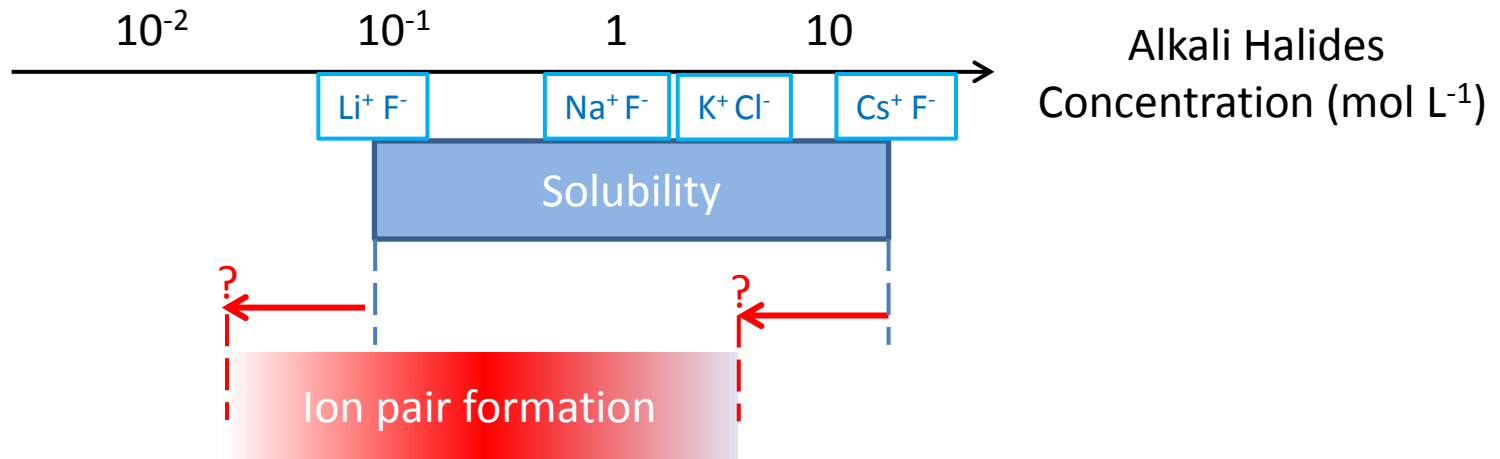 10⁻² 10⁻¹ 1 10
Alkali Halides
Concentration (mol L⁻¹)
Li⁺ F⁻ Na⁺ F⁻ K⁺ Cl⁻ Cs⁺ F⁻
Solubility
? ?
Ion pair formation